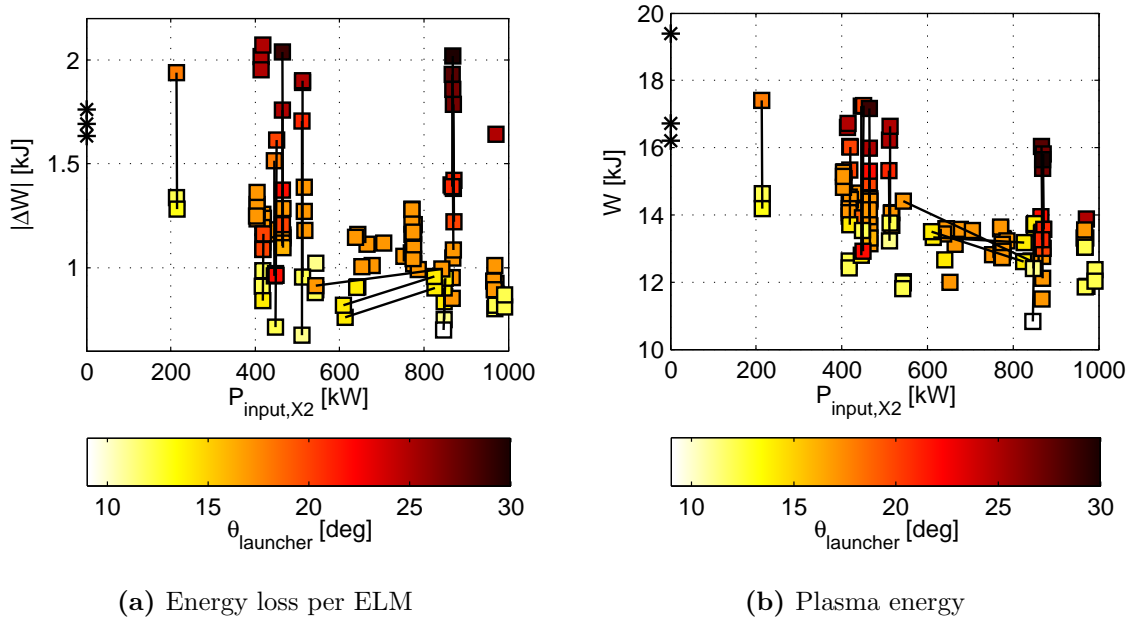 2
1.5
1
|ΔW| [kJ]
0 200 400 600 800 1000
P_input,X2 [kW]
10 15 20 25 30
θ_launcher [deg]
(a) Energy loss per ELM
20
18
16
14
12
10
W [kJ]
0 200 400 600 800 1000
P_input,X2 [kW]
10 15 20 25 30
θ_launcher [deg]
(b) Plasma energy